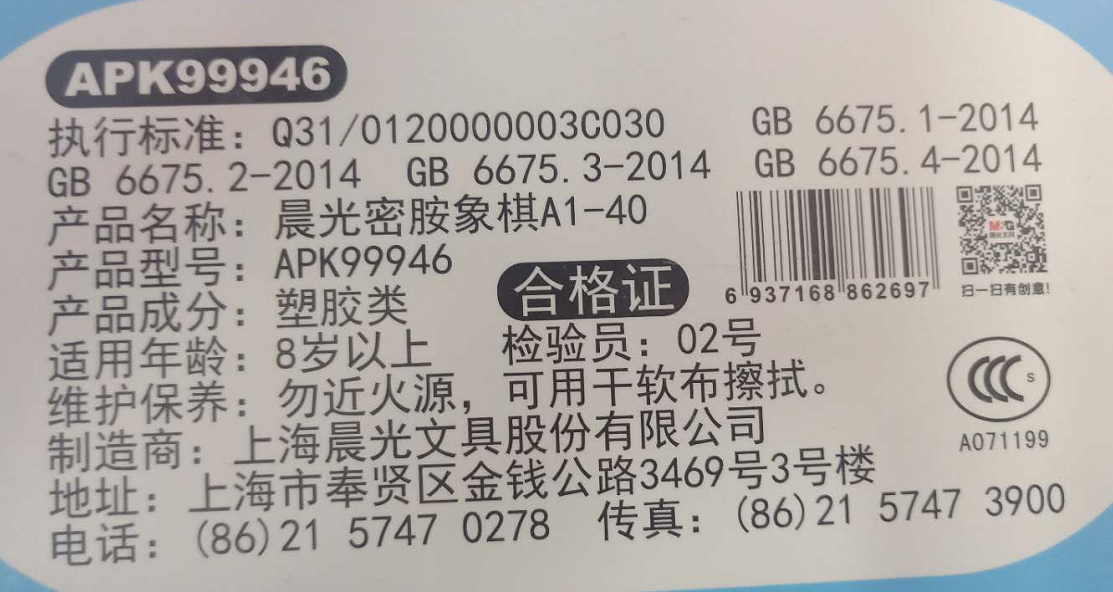 APK99946
执行标准：Q31/0120000003C030 GB 6675.1-2014
GB 6675.2-2014 GB 6675.3-2014 GB 6675.4-2014
产品名称：晨光密胺象棋A1-40
产品型号：APK99946
合格证
6 937168 862697
扫一扫有创意！
产品成分：塑胶类
适用年龄：8岁以上 检验员：02号
维护保养：勿近火源，可用干软布擦拭。
CCC S
A071199
制造商：上海晨光文具股份有限公司
地址：上海市奉贤区金钱公路3469号3号楼
电话：(86)21 5747 0278 传真：(86)21 5747 3900